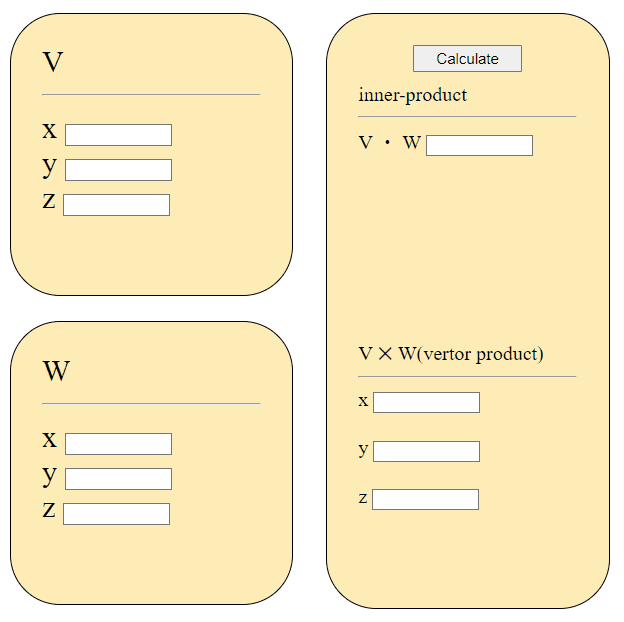 V
x
y
z
W
x
y
z
Calculate
inner-product
V ・ W
V × W(vertor product)
x
y
z